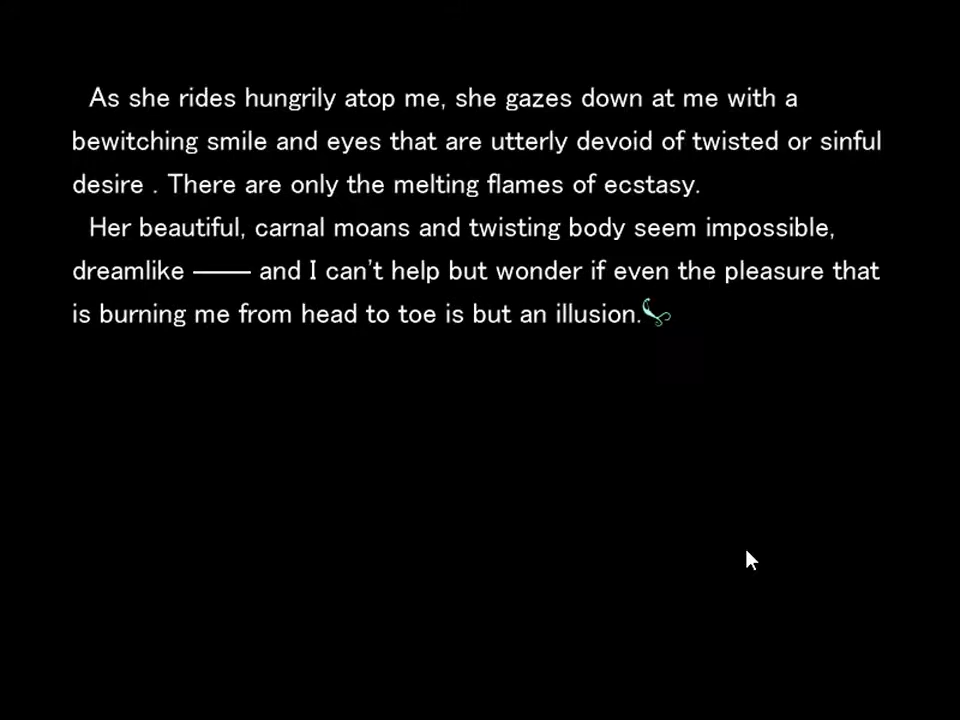 As she rides hungrily atop me, she gazes down at me with a
bewitching smile and eyes that are utterly devoid of twisted or sinful
desire . There are only the melting flames of ecstasy.
Her beautiful, carnal moans and twisting body seem impossible,
dreamlike ─── and I can't help but wonder if even the pleasure that
is burning me from head to toe is but an illusion.